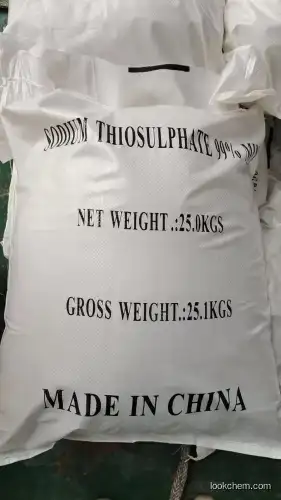 SODIUM THIOSULPHATE 99%
NET WEIGHT.:25.0KGS
GROSS WEIGHT.:25.1KGS
MADE IN CHINA
lookchem.com